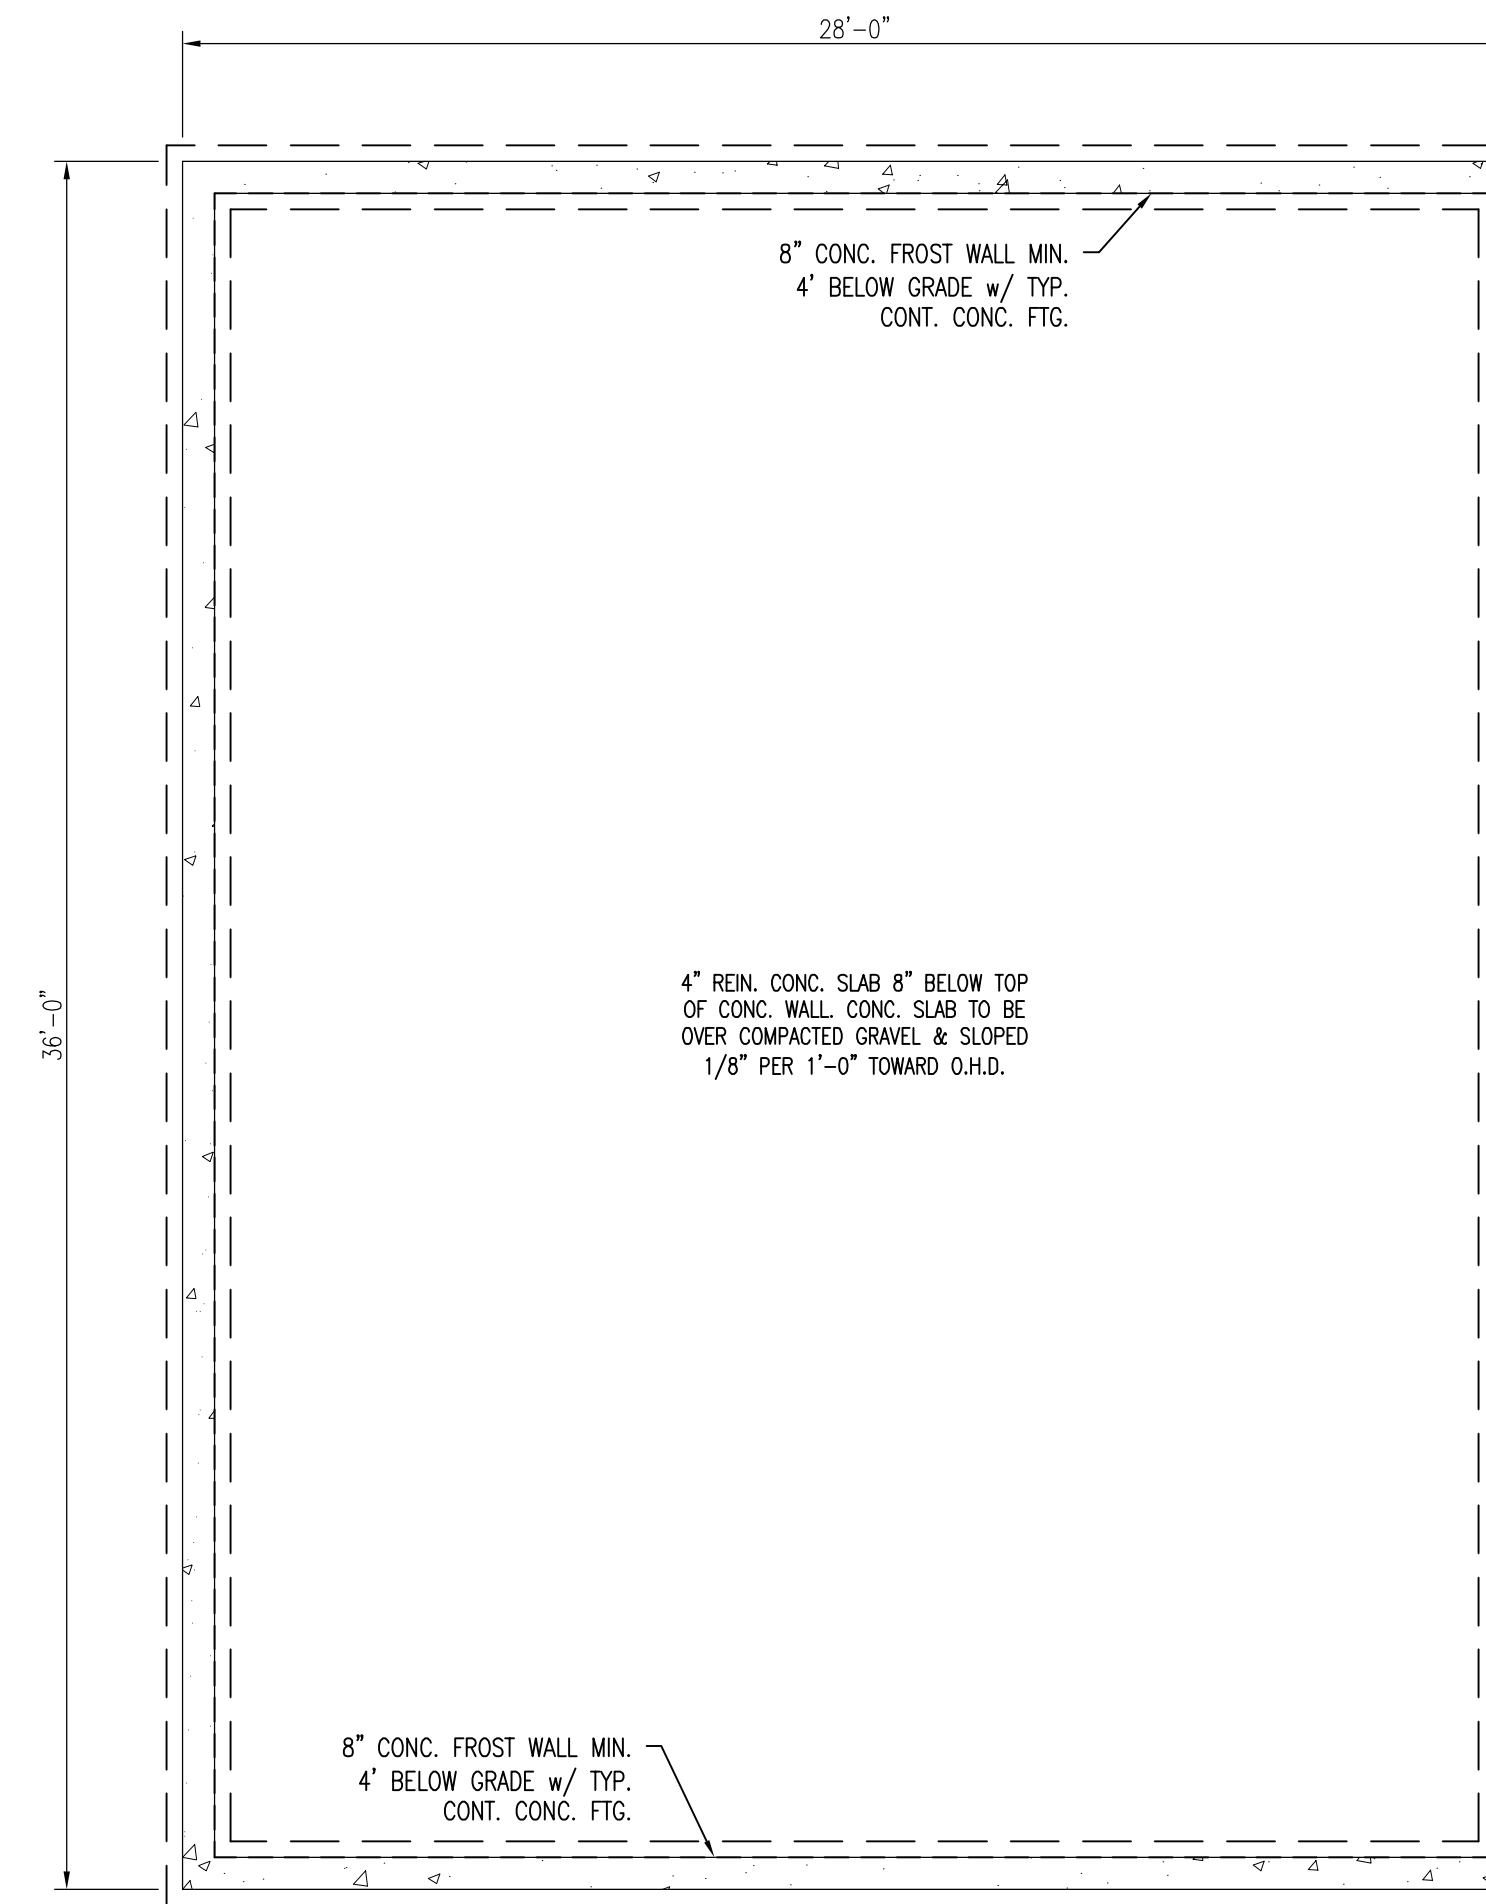 28'-0"
8" CONC. FROST WALL MIN.
4' BELOW GRADE w/ TYP.
CONT. CONC. FTG.
4" REIN. CONC. SLAB 8" BELOW TOP
OF CONC. WALL. CONC. SLAB TO BE
OVER COMPACTED GRAVEL & SLOPED
1/8" PER 1'-0" TOWARD O.H.D.
36'-0"
8" CONC. FROST WALL MIN.
4' BELOW GRADE w/ TYP.
CONT. CONC. FTG.